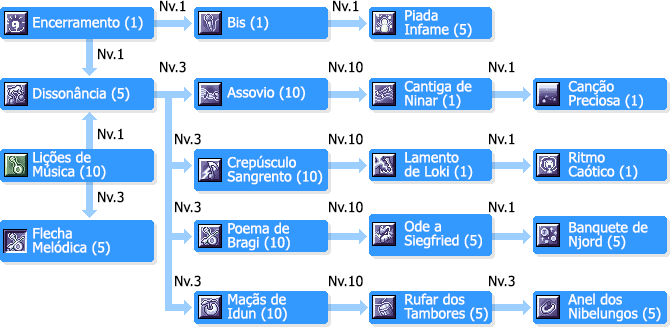 Encerramento (1)
Nv.1
Bis (1)
Nv.1
Piada
Infame (5)
Nv.1
Dissonância (5)
Nv.3
Assovio (10)
Nv.10
Cantiga de
Ninar (1)
Nv.1
Canção
Preciosa (1)
Nv.1
Lições de
Música (10)
Nv.3
Crepúsculo
Sangrento (10)
Nv.10
Lamento
de Loki (1)
Nv.1
Ritmo
Caótico (1)
Nv.3
Flecha
Melódica (5)
Nv.3
Poema de
Bragi (10)
Nv.10
Ode a
Siegfried (5)
Nv.1
Banquete de
Njord (5)
Nv.3
Maçãs de
Idun (10)
Nv.10
Rufar dos
Tambores (5)
Nv.3
Anel dos
Nibelungos (5)